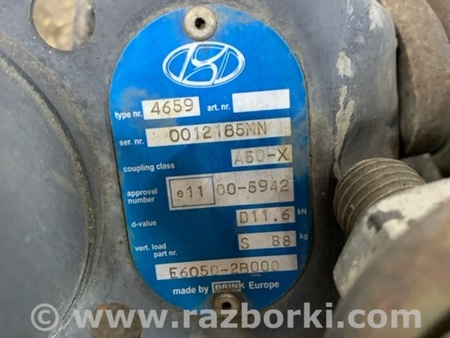 type nr. 4659 art. nr.
ser. nr. 0012185MN
coupling class A50-X
approval number e11 00-5942
d-value D11.6 kN
vert. load S 88 kg
part nr. E6050-2B000
made by BRINK Europe
© www.razborki.com